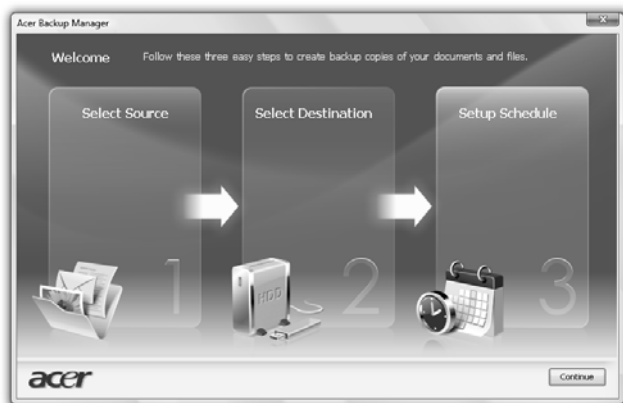 Acer Backup Manager
Welcome
Follow these three easy steps to create backup copies of your documents and files.
Select Source
Select Destination
Setup Schedule
HDD
1
2
3
acer
Continue